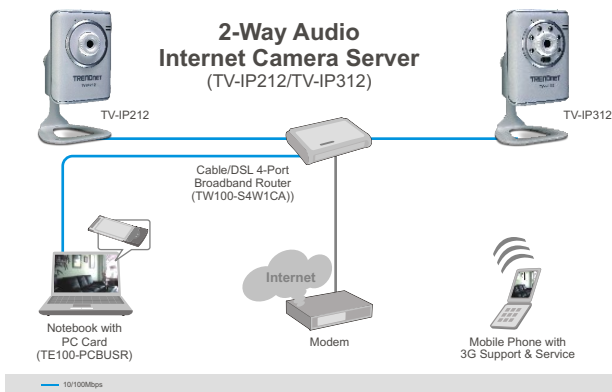 2-Way Audio
Internet Camera Server
(TV-IP212/TV-IP312)
TRENDNET
TRENDNET
TV-IP212
TV-IP312
Cable/DSL 4-Port
Broadband Router
(TW100-S4W1CA))
Internet
Notebook with
PC Card
(TE100-PCBUSR)
Modem
Mobile Phone with
3G Support & Service
10/100Mbps